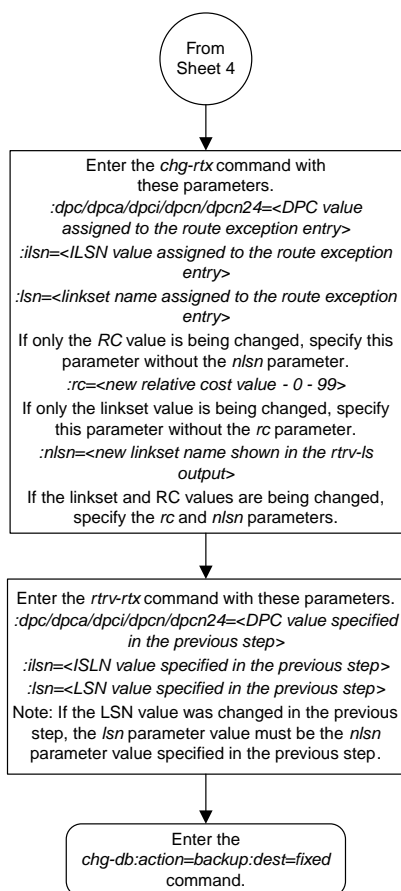 From
Sheet 4
Enter the chg-rtx command with
these parameters.
:dpc/dpca/dpci/dpcn/dpcn24=<DPC value
assigned to the route exception entry>
:ilsn=<ILSN value assigned to the route exception
entry>
:lsn=<linkset name assigned to the route exception
entry>
If only the RC value is being changed, specify this
parameter without the nlsn parameter.
:rc=<new relative cost value - 0 - 99>
If only the linkset value is being changed, specify
this parameter without the rc parameter.
:nlsn=<new linkset name shown in the rtrv-ls
output>
If the linkset and RC values are being changed,
specify the rc and nlsn parameters.
Enter the rtrv-rtx command with these parameters.
:dpc/dpca/dpci/dpcn/dpcn24=<DPC value specified
in the previous step>
:ilsn=<ISLN value specified in the previous step>
:lsn=<LSN value specified in the previous step>
Note: If the LSN value was changed in the previous
step, the lsn parameter value must be the nlsn
parameter value specified in the previous step.
Enter the
chg-db:action=backup:dest=fixed
command.